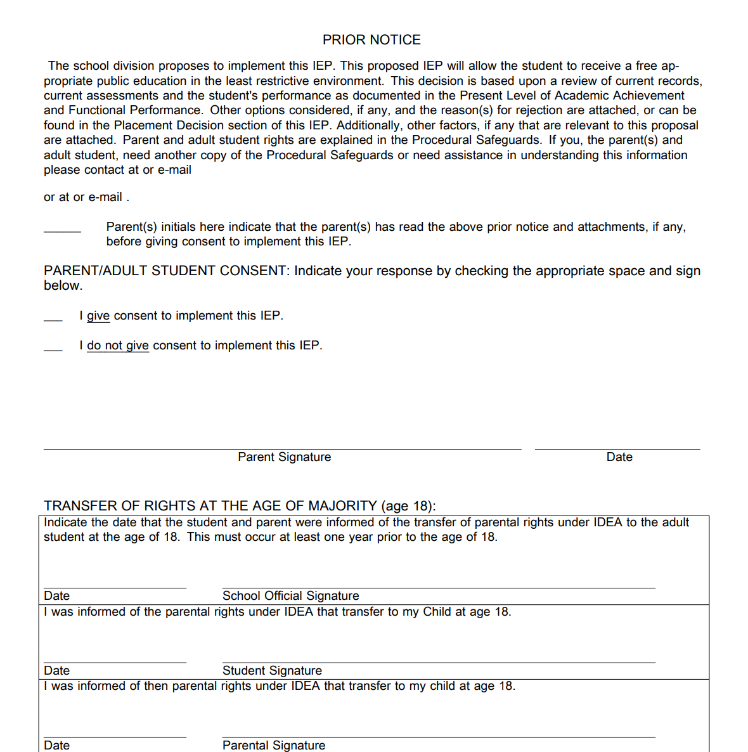 PRIOR NOTICE
The school division proposes to implement this IEP. This proposed IEP will allow the student to receive a free ap-
propriate public education in the least restrictive environment. This decision is based upon a review of current records,
current assessments and the student's performance as documented in the Present Level of Academic Achievement
and Functional Performance. Other options considered, if any, and the reason(s) for rejection are attached, or can be
found in the Placement Decision section of this IEP. Additionally, other factors, if any that are relevant to this proposal
are attached. Parent and adult student rights are explained in the Procedural Safeguards. If you, the parent(s) and
adult student, need another copy of the Procedural Safeguards or need assistance in understanding this information
please contact at or e-mail
or at or e-mail .
______ Parent(s) initials here indicate that the parent(s) has read the above prior notice and attachments, if any,
before giving consent to implement this IEP.
PARENT/ADULT STUDENT CONSENT: Indicate your response by checking the appropriate space and sign
below.
___ I give consent to implement this IEP.
___ I do not give consent to implement this IEP.
Parent Signature Date
TRANSFER OF RIGHTS AT THE AGE OF MAJORITY (age 18):
Indicate the date that the student and parent were informed of the transfer of parental rights under IDEA to the adult
student at the age of 18. This must occur at least one year prior to the age of 18.
Date School Official Signature
I was informed of the parental rights under IDEA that transfer to my Child at age 18.
Date Student Signature
I was informed of then parental rights under IDEA that transfer to my child at age 18.
Date Parental Signature